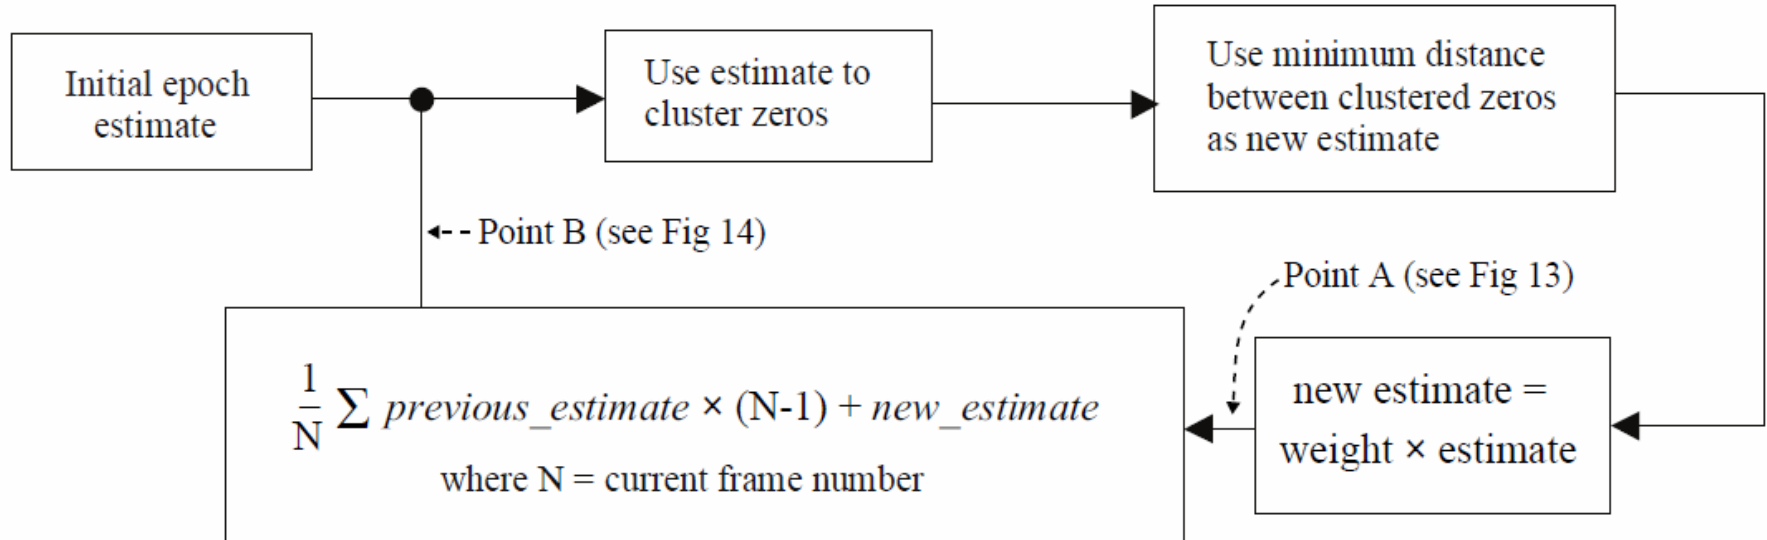 Initial epoch
estimate
Use estimate to
cluster zeros
Use minimum distance
between clustered zeros
as new estimate
Point B (see Fig 14)
Point A (see Fig 13)
new estimate =
weight × estimate
1/N ∑ previous_estimate × (N-1) + new_estimate
where N = current frame number